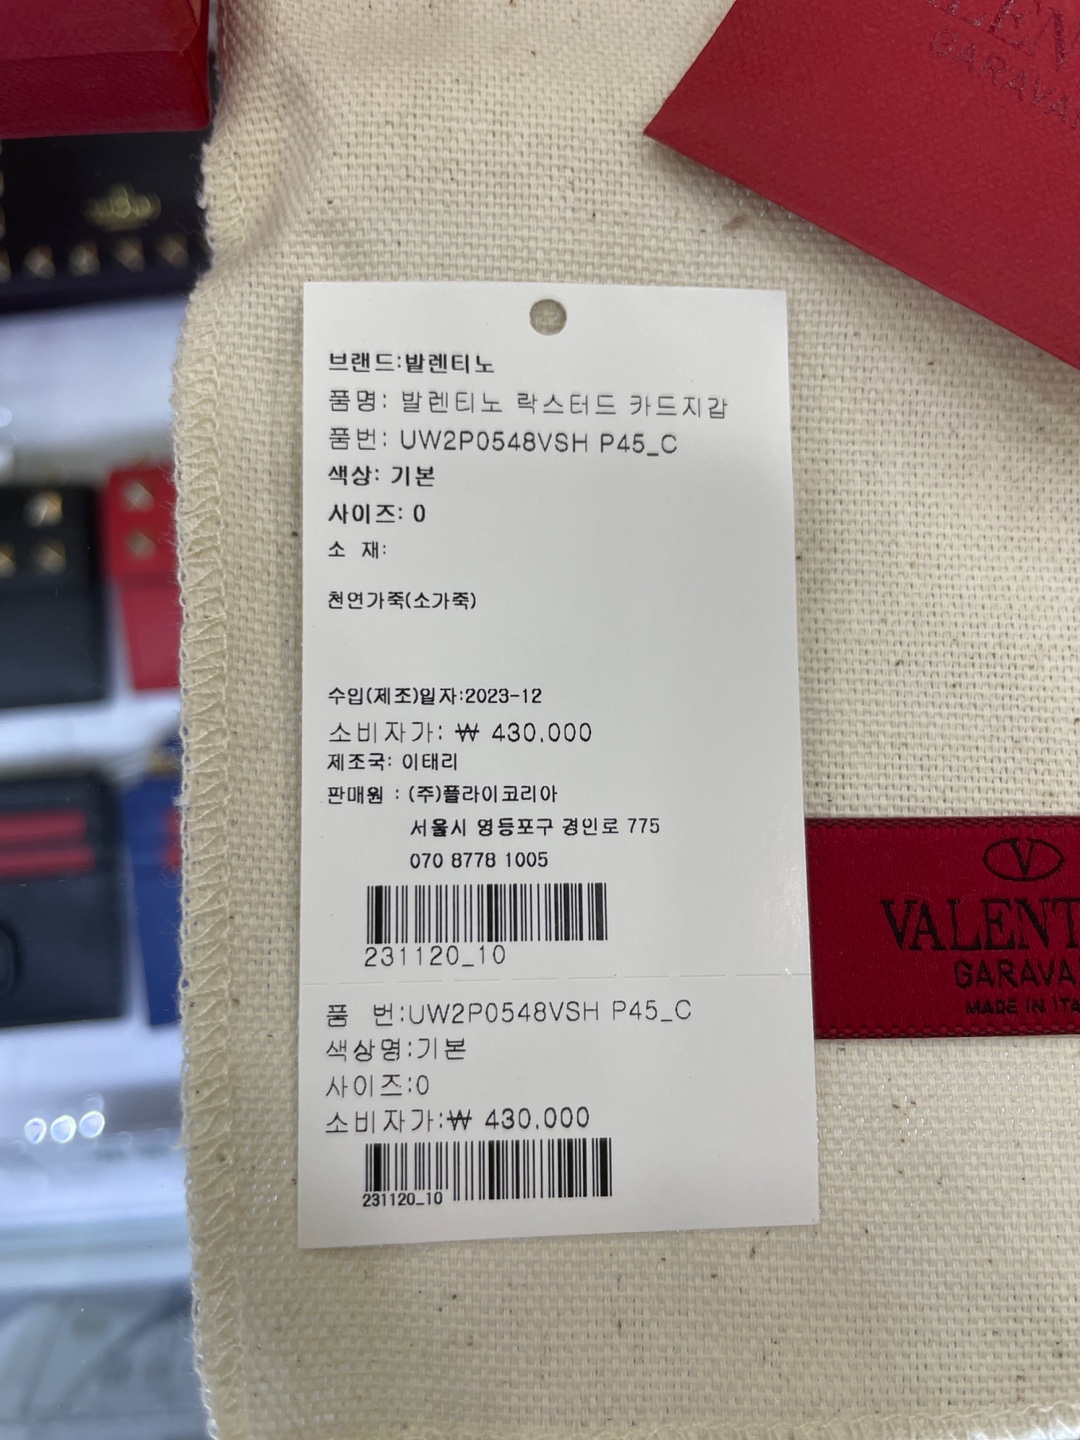 GARAVA
브랜드:발렌티노
품명: 발렌티노 락스터드 카드지갑
품번: UW2P0548VSH P45_C
색상: 기본
사이즈: 0
소 재:
천연가죽(소가죽)
수입(제조)일자:2023-12
소비자가: ₩ 430.000
제조국: 이태리
판매원 : (주)플라이코리아
서울시 영등포구 경인로 775
070 8778 1005
231120_10
품 번:UW2P0548VSH P45_C
색상명:기본
사이즈:0
소비자가:₩ 430.000
231120_10
V
VALENT
GARAVA
MADE IN ITA